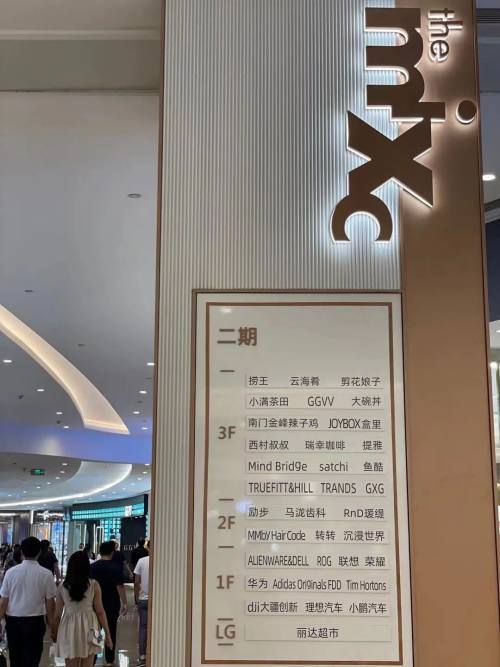 the mixc
二期
3F
捞王 云海肴 剪花娘子
小满茶田 GGVV 大碗丼
南门金峰辣子鸡 JOYBOX盒里
西村叔叔 瑞幸咖啡 提雅
Mind Bridge satchi 鱼酷
TRUEFITT&HILL TRANDS GXG
2F
励步 马泷齿科 RnD瑷缇
MMby Hair Code 转转 沉浸世界
1F
ALIENWARE&DELL ROG 联想 荣耀
华为 Adidas Originals FDD Tim Hortons
dji大疆创新 理想汽车 小鹏汽车
LG
丽达超市